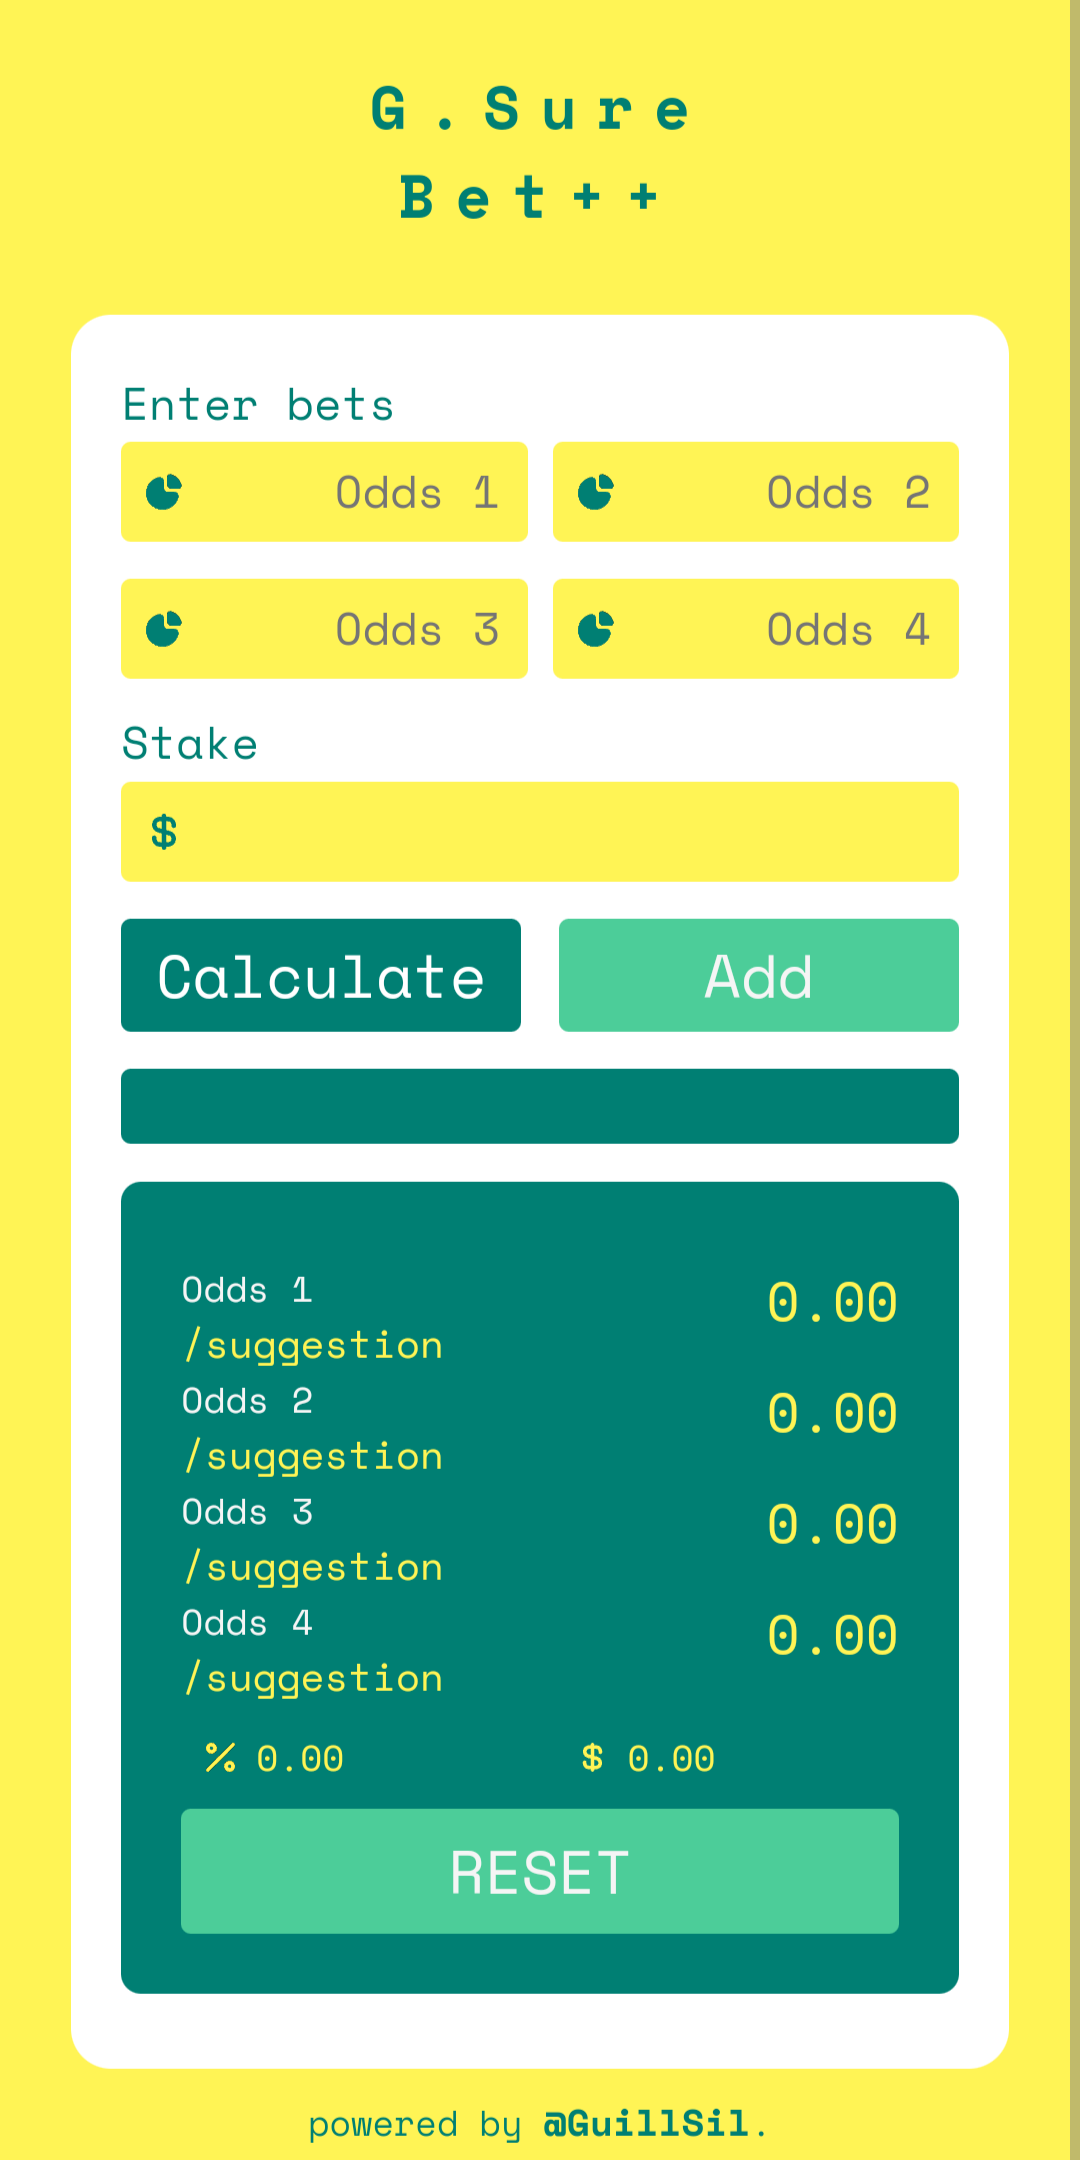 G.Sure
Bet++
Enter bets
Odds 1
Odds 2
Odds 3
Odds 4
Stake
$
Calculate
Add
Odds 1
/suggestion
0.00
Odds 2
/suggestion
0.00
Odds 3
/suggestion
0.00
Odds 4
/suggestion
0.00
% 0.00
$ 0.00
RESET
powered by @GuillSil.